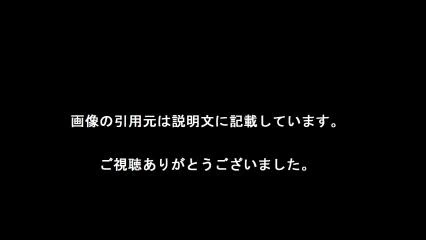 画像の引用元は説明文に記載しています。
ご視聴ありがとうございました。